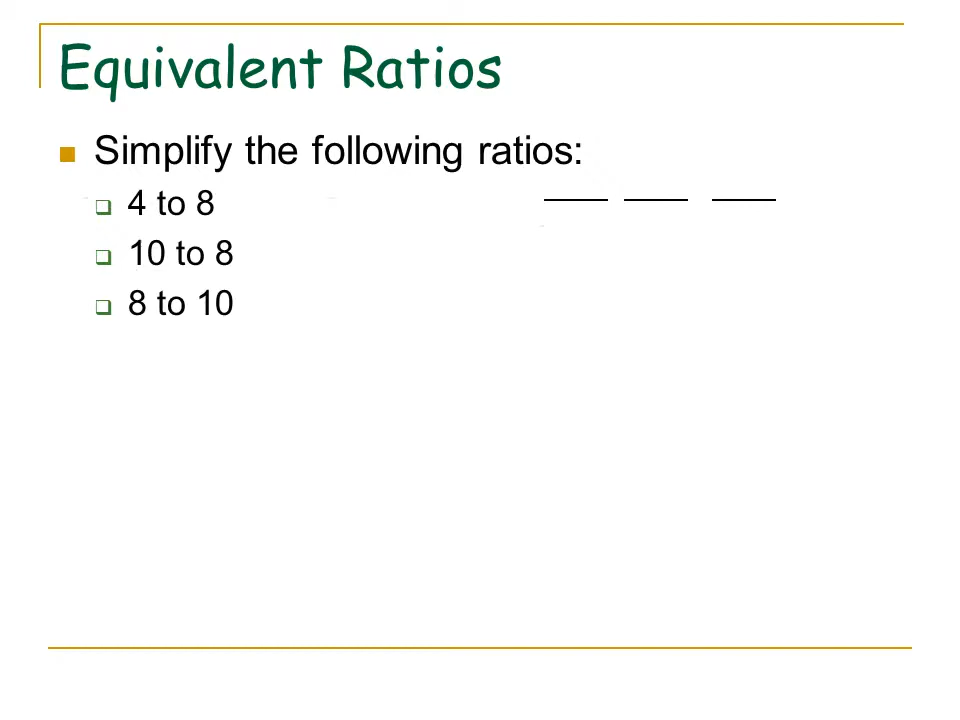 Equivalent Ratios
Simplify the following ratios:
4 to 8
10 to 8
8 to 10